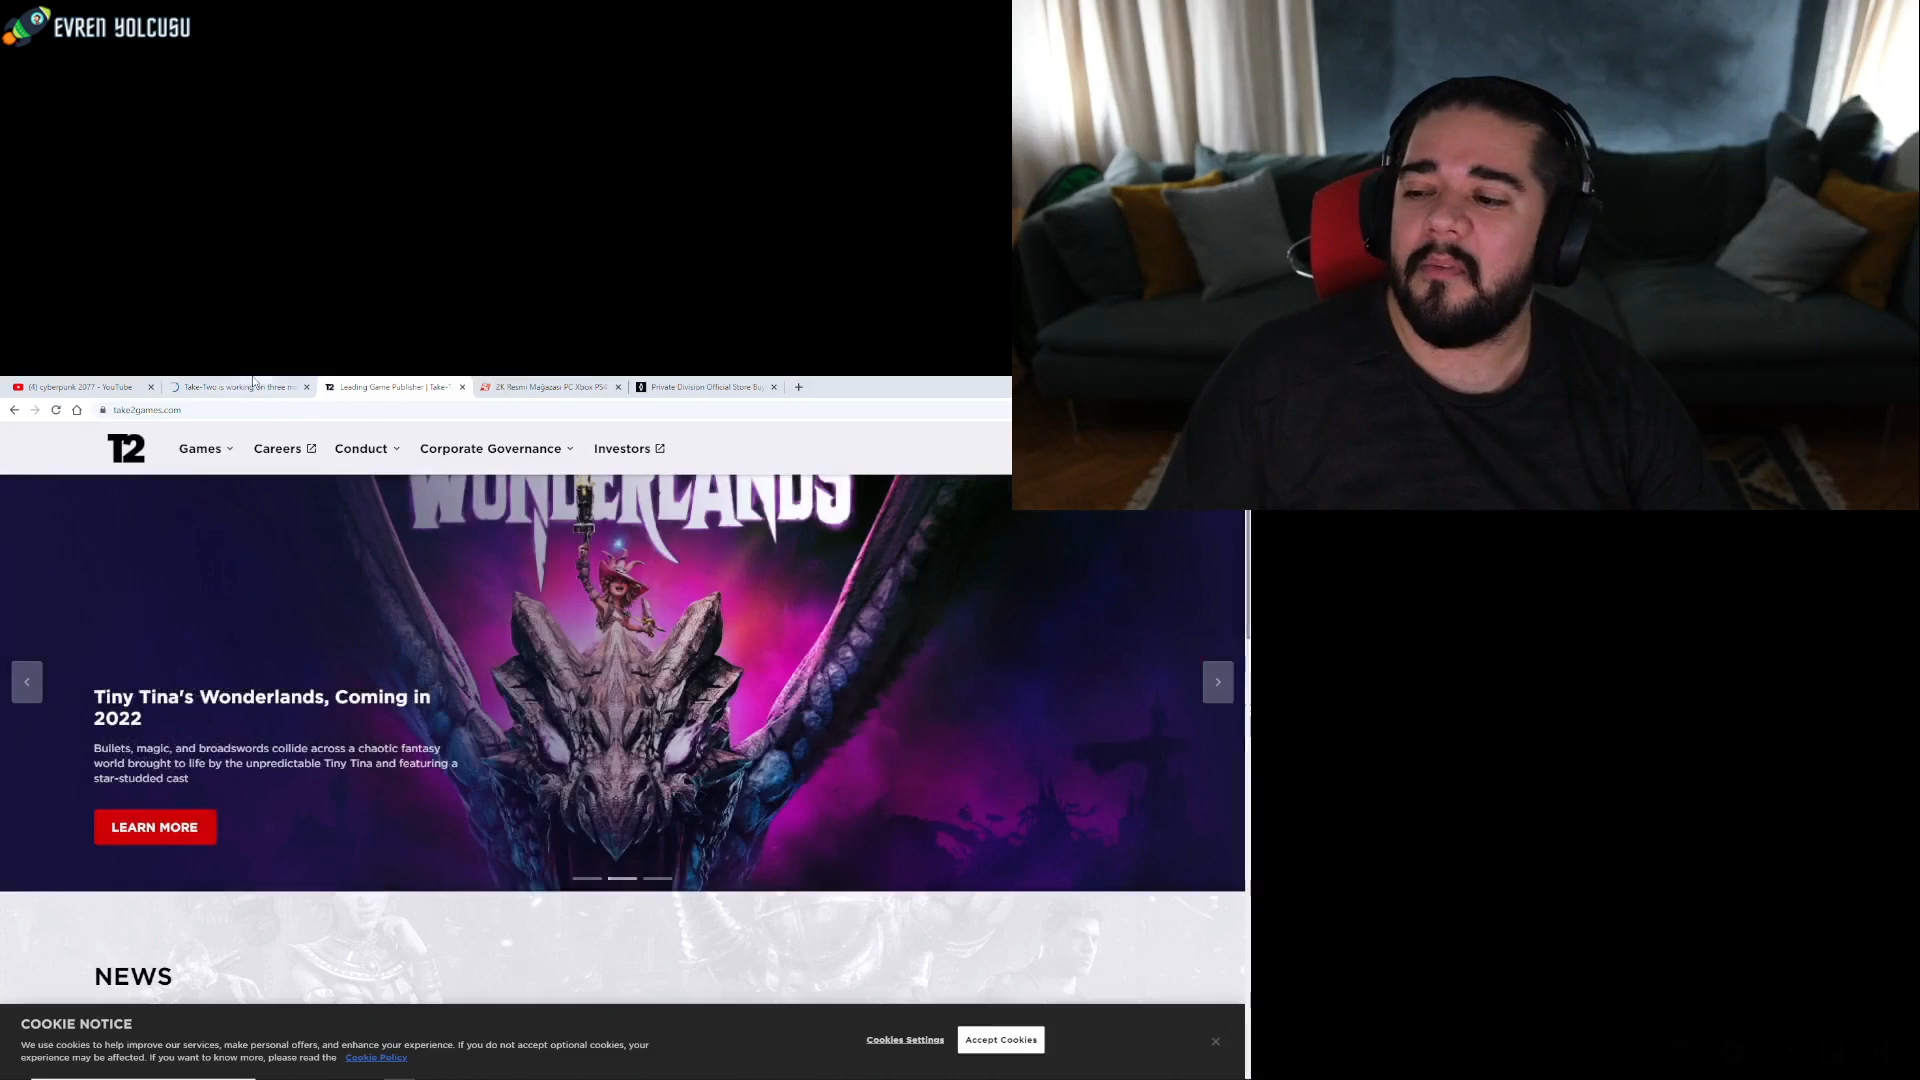 EVREN YOLCUSU
(4) cyberpunk 2077 - YouTube
Take-Two is working on three m
Leading Game Publisher | Take-T
2K Resmi Mağazası PC Xbox PS4
Private Division Official Store Bu
take2games.com
T2
Games
Careers
Conduct
Corporate Governance
Investors
WONDERLANDS
Tiny Tina's Wonderlands, Coming in
2022
Bullets, magic, and broadswords collide across a chaotic fantasy
world brought to life by the unpredictable Tiny Tina and featuring a
star-studded cast
LEARN MORE
NEWS
COOKIE NOTICE
We use cookies to help improve our services, make personal offers, and enhance your experience. If you do not accept optional cookies, your
experience may be affected. If you want to know more, please read the Cookie Policy
Cookies Settings
Accept Cookies